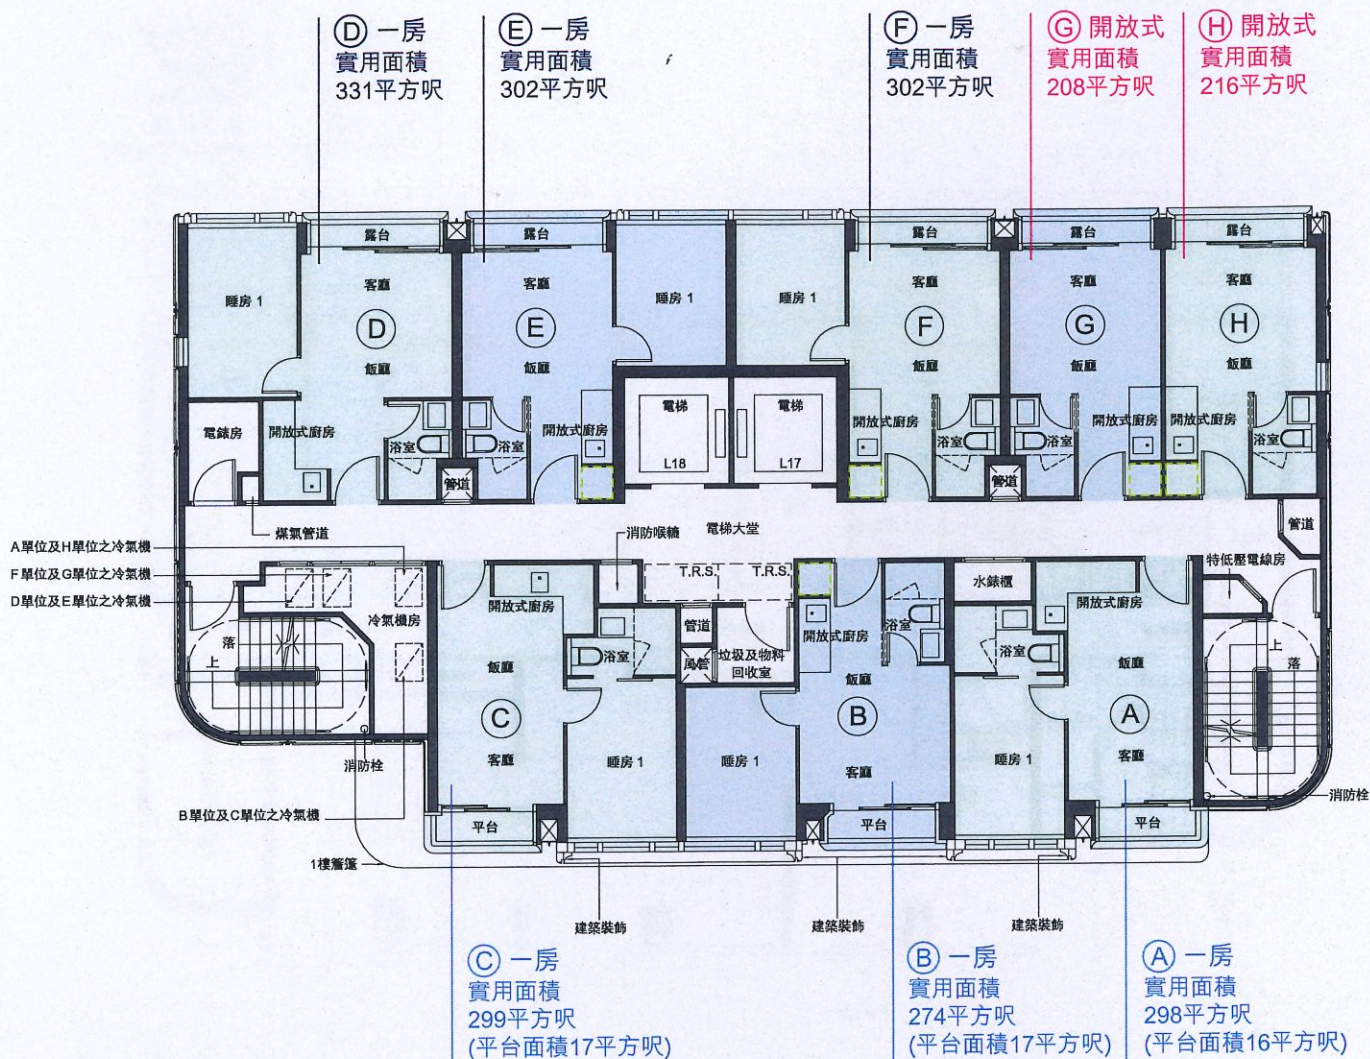 D 一房
實用面積
331平方呎
E 一房
實用面積
302平方呎
F 一房
實用面積
302平方呎
G 開放式
實用面積
208平方呎
H 開放式
實用面積
216平方呎
露台
露台
露台
露台
露台
睡房 1
客廳
D
飯廳
客廳
E
飯廳
睡房 1
睡房 1
客廳
F
飯廳
客廳
G
飯廳
客廳
H
飯廳
電錶房
開放式廚房
浴室
管道
浴室
開放式廚房
電梯
L18
電梯
L17
開放式廚房
浴室
管道
浴室
開放式廚房
開放式廚房
浴室
煤氣管道
消防喉轆
電梯大堂
管道
A單位及H單位之冷氣機
F單位及G單位之冷氣機
D單位及E單位之冷氣機
冷氣機房
落
上
開放式廚房
飯廳
C
客廳
浴室
睡房 1
T.R.S.
T.R.S.
管道
風管
垃圾及物料
回收室
開放式廚房
浴室
飯廳
B
客廳
睡房 1
水錶櫃
浴室
開放式廚房
飯廳
A
客廳
睡房 1
特低壓電線房
上
落
消防栓
消防栓
B單位及C單位之冷氣機
1樓簷篷
平台
平台
平台
建築裝飾
建築裝飾
建築裝飾
C 一房
實用面積
299平方呎
(平台面積17平方呎)
B 一房
實用面積
274平方呎
(平台面積17平方呎)
A 一房
實用面積
298平方呎
(平台面積16平方呎)